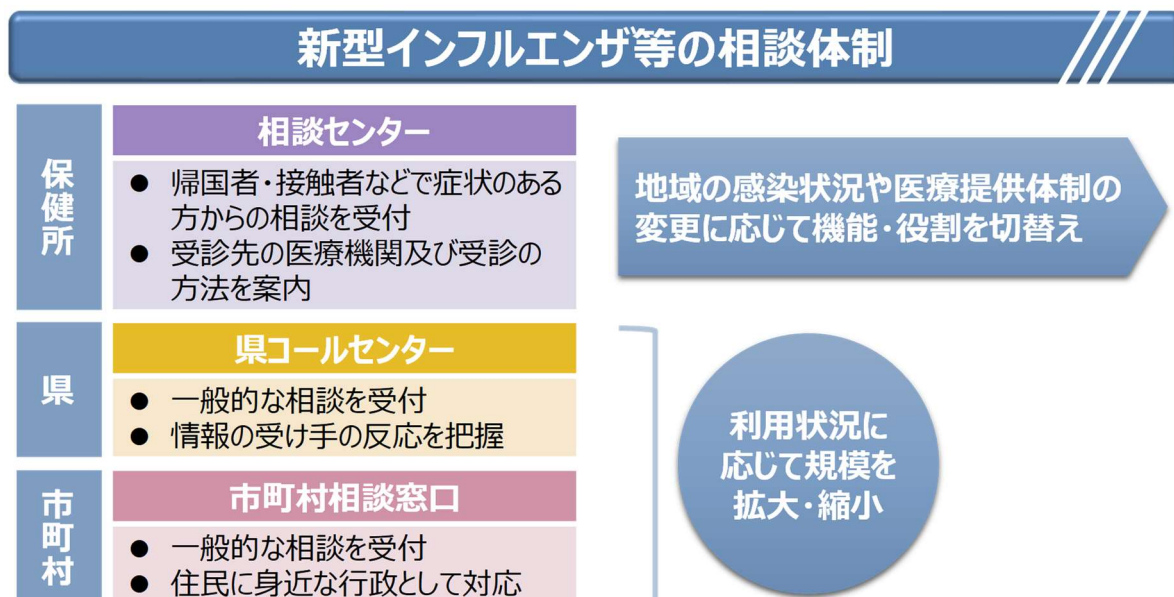 新型インフルエンザ等の相談体制
保健所
相談センター
● 帰国者・接触者などで症状のある
方からの相談を受付
● 受診先の医療機関及び受診の
方法を案内
地域の感染状況や医療提供体制の
変更に応じて機能・役割を切替え
県
県コールセンター
● 一般的な相談を受付
● 情報の受け手の反応を把握
市町村
市町村相談窓口
● 一般的な相談を受付
● 住民に身近な行政として対応
利用状況に
応じて規模を
拡大・縮小